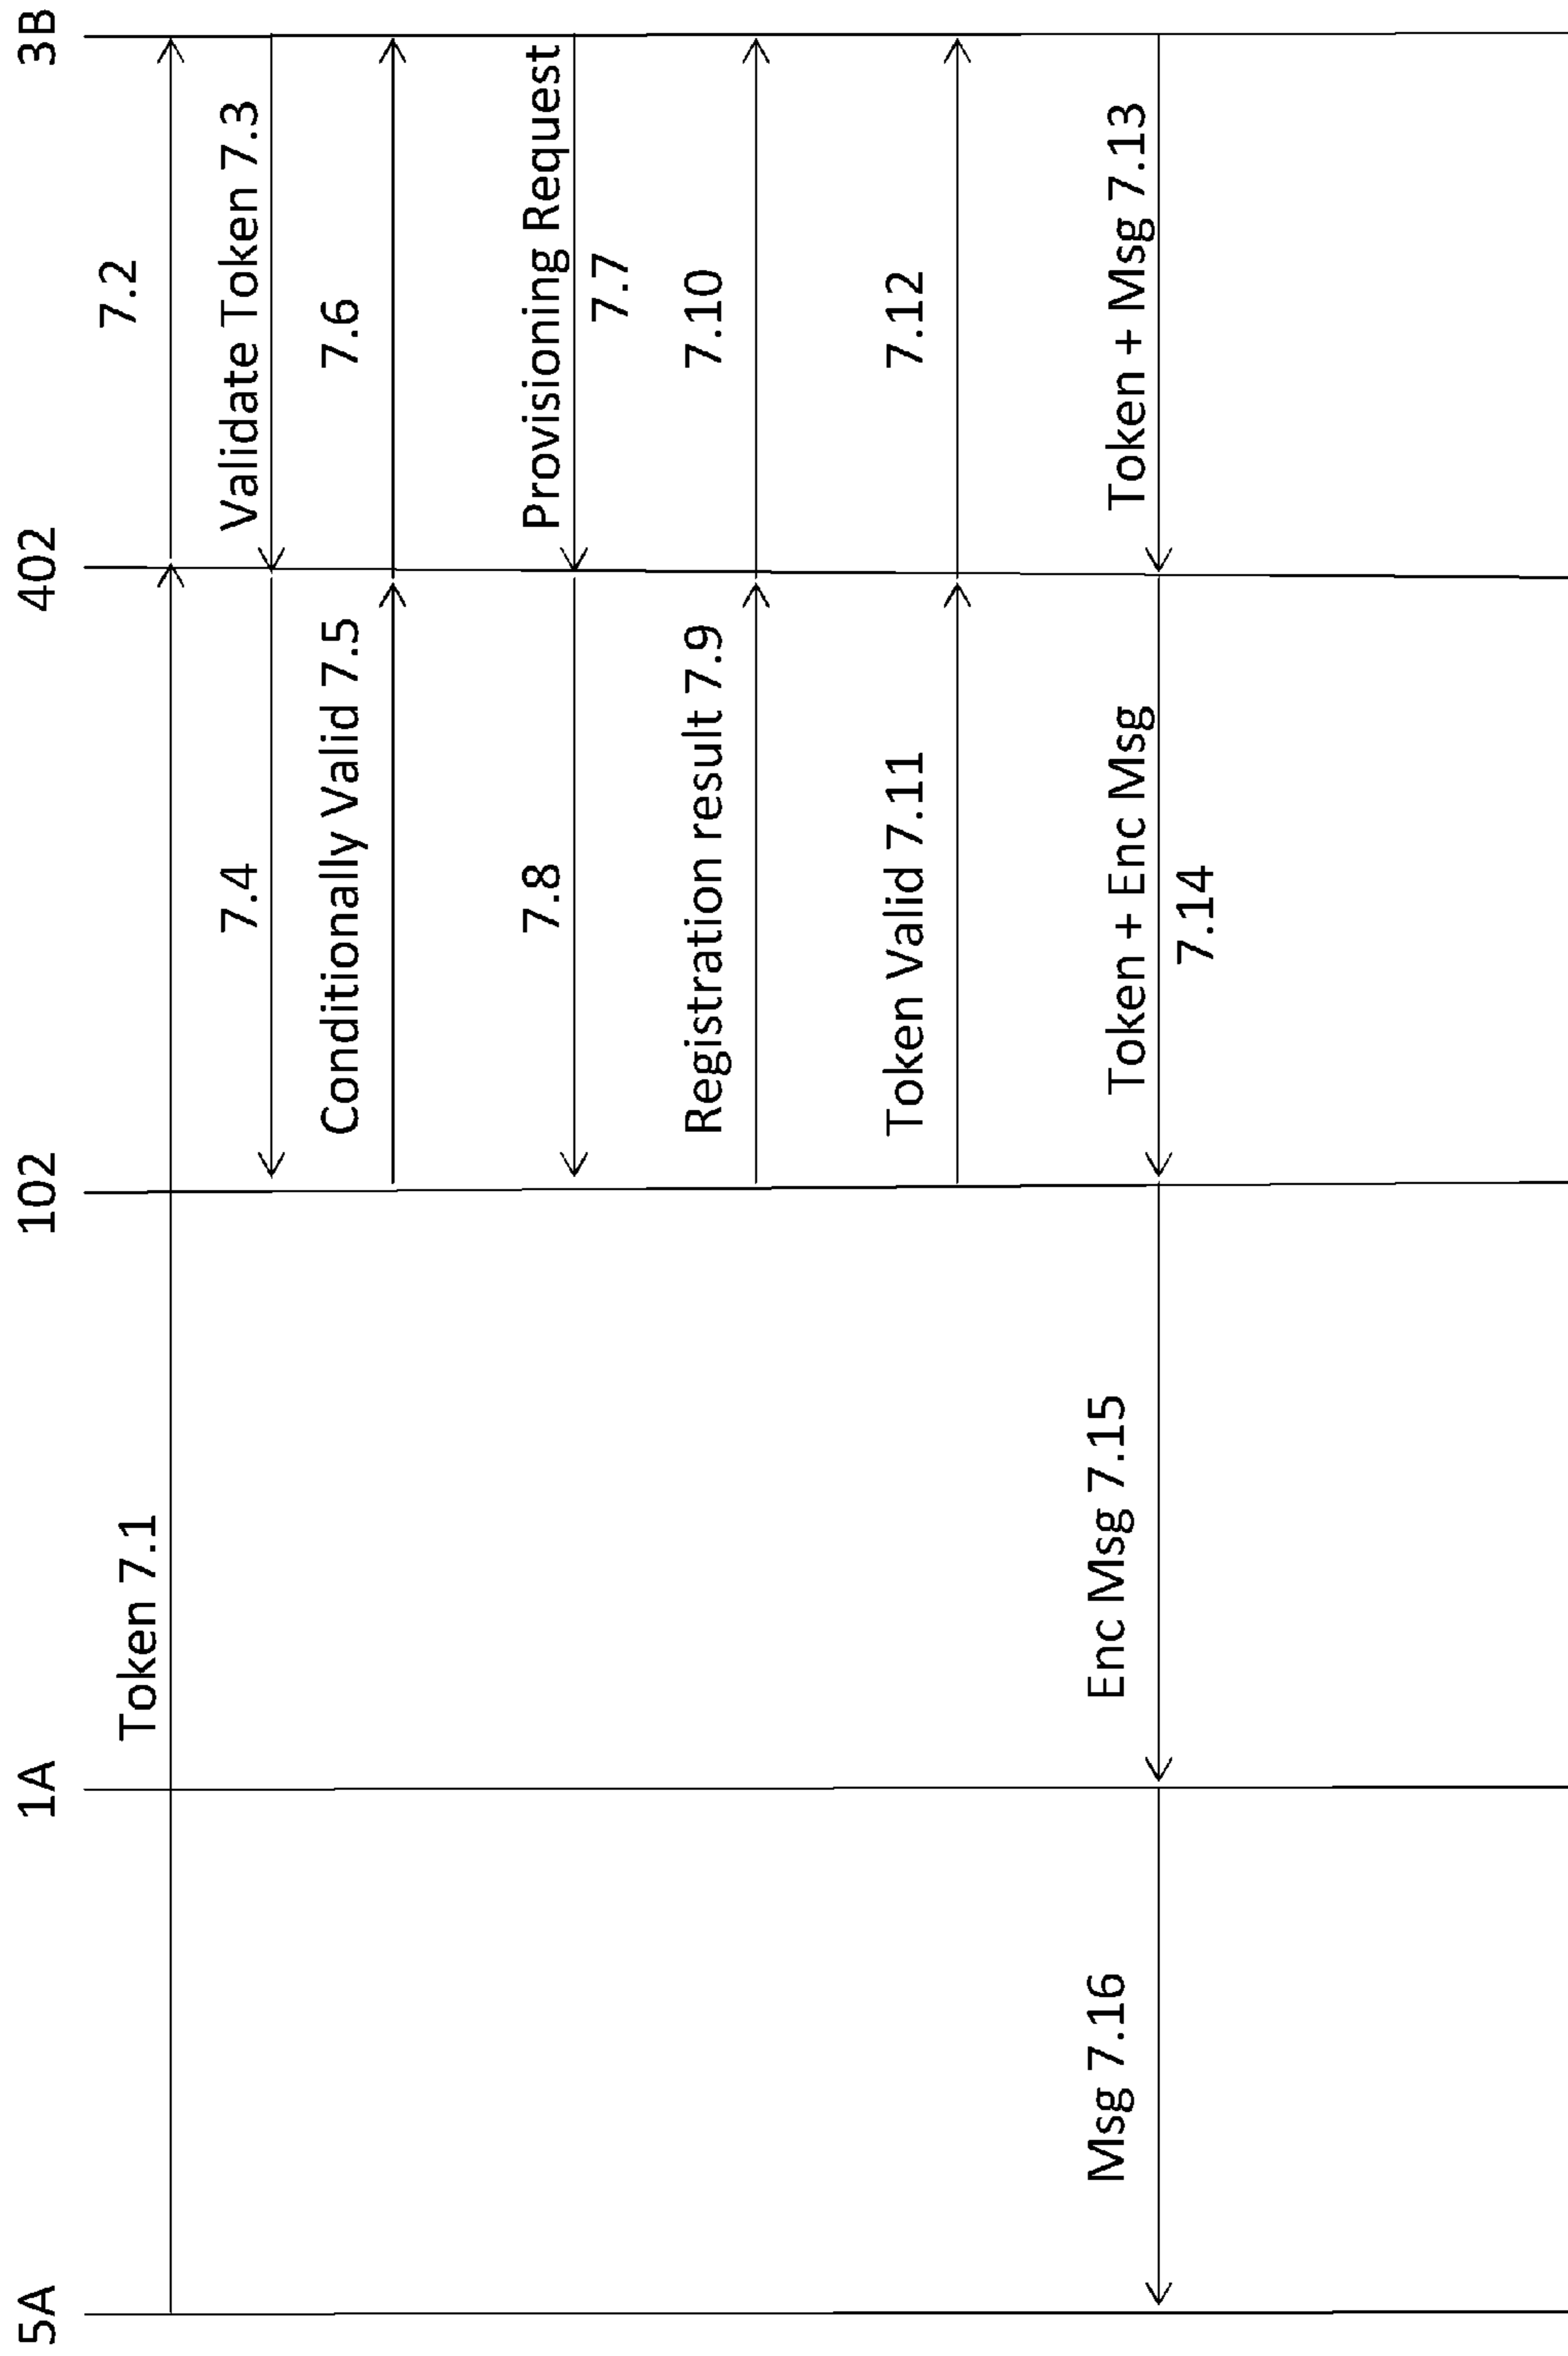 5A
1A
102
402
3B
Token 7.1
7.2
Validate Token 7.3
7.4
Conditionally Valid 7.5
7.6
Provisioning Request
7.7
7.8
Registration result 7.9
7.10
Token Valid 7.11
7.12
Token + Msg 7.13
Token + Enc Msg
7.14
Enc Msg 7.15
Msg 7.16